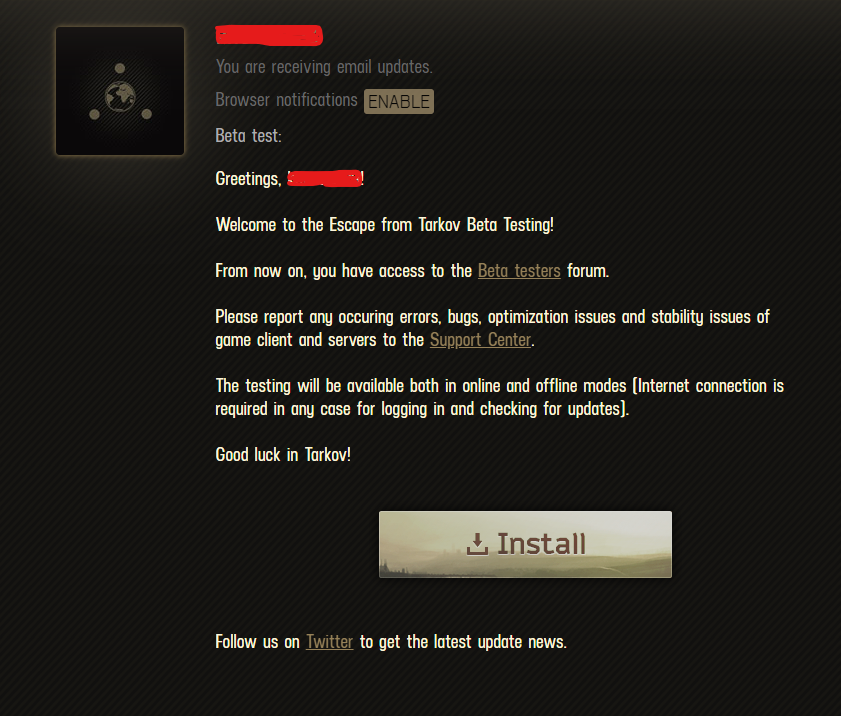 You are receiving email updates.
Browser notifications ENABLE
Beta test:
Greetings, !
Welcome to the Escape from Tarkov Beta Testing!
From now on, you have access to the Beta testers forum.
Please report any occuring errors, bugs, optimization issues and stability issues of
game client and servers to the Support Center.
The testing will be available both in online and offline modes (Internet connection is
required in any case for logging in and checking for updates).
Good luck in Tarkov!
Install
Follow us on Twitter to get the latest update news.